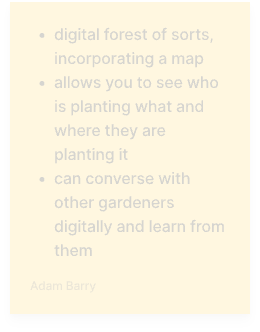 • digital forest of sorts,
incorporating a map
• allows you to see who
is planting what and
where they are
planting it
• can converse with
other gardeners
digitally and learn from
them
Adam Barry